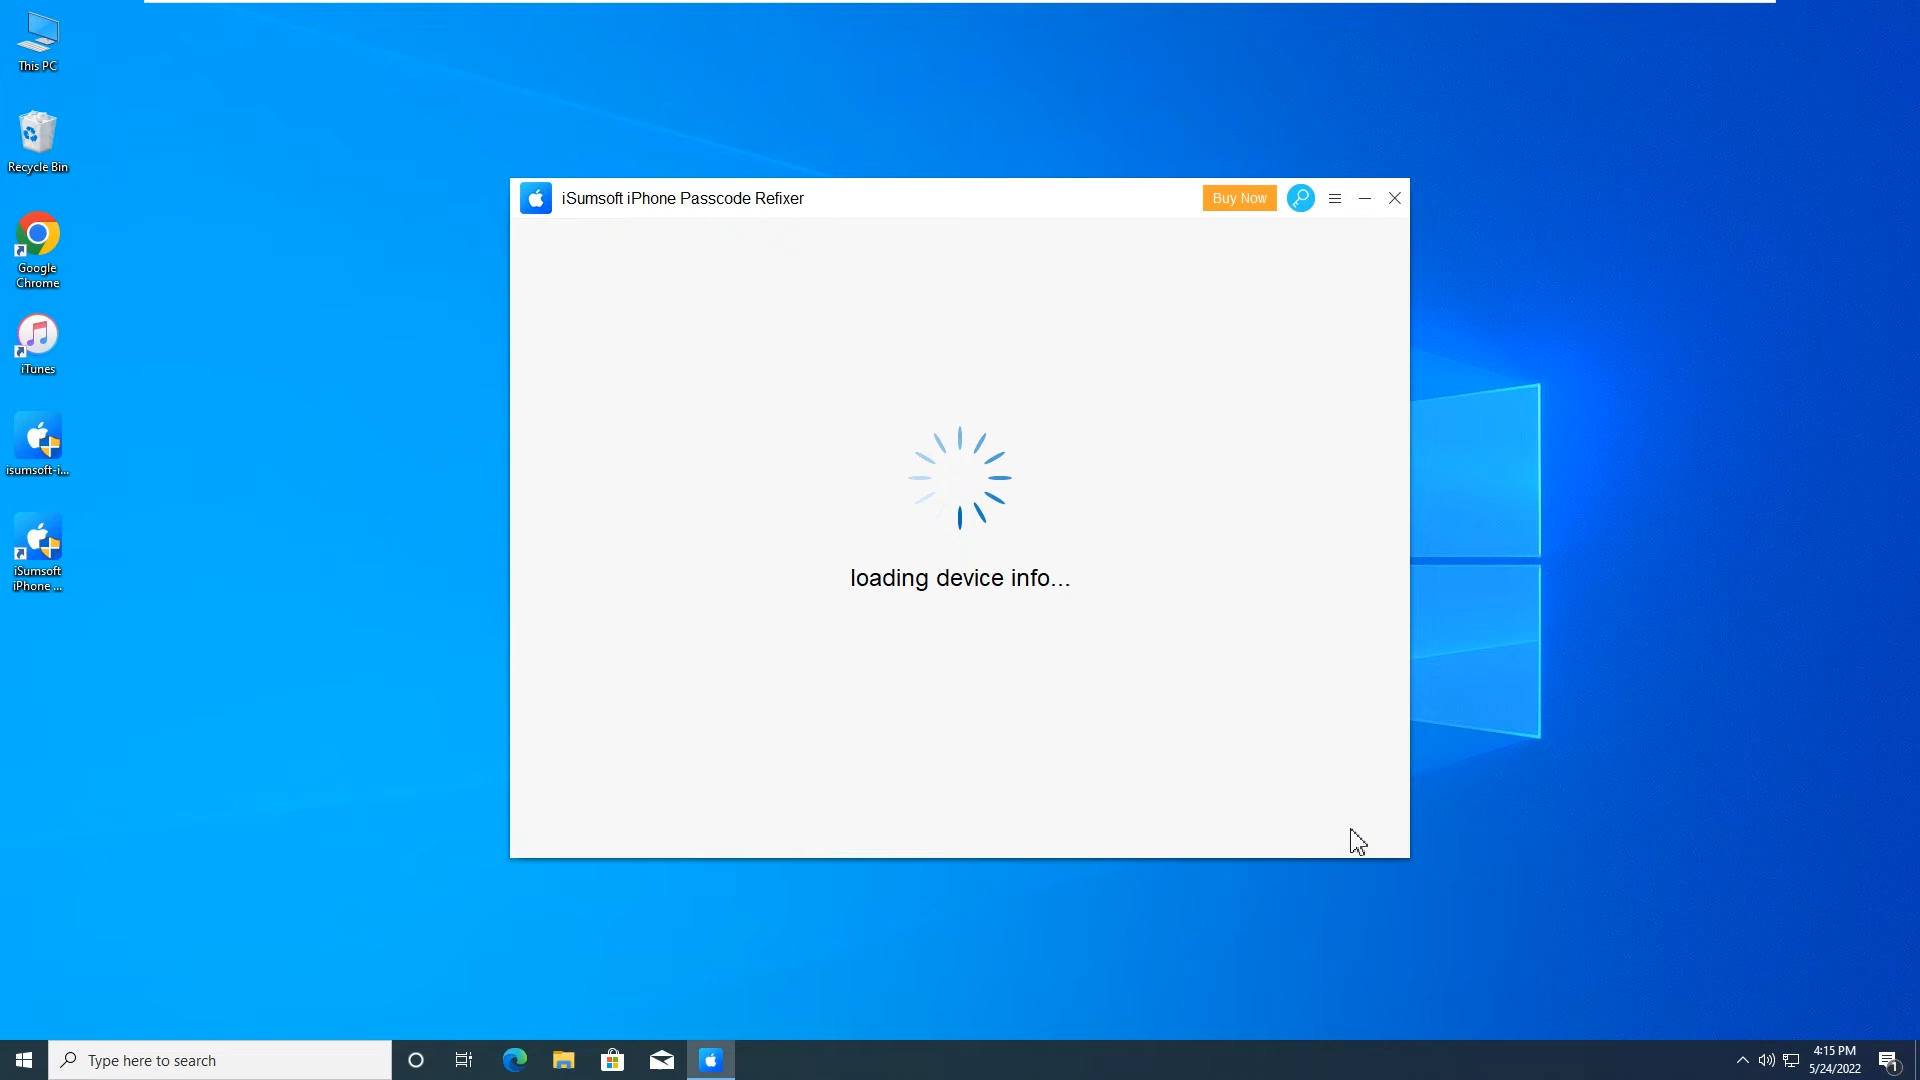 This PC
Recycle Bin
Google
Chrome
iTunes
isumsoft-i...
iSumsoft
iPhone ...
iSumsoft iPhone Passcode Refixer
Buy Now
loading device info...
Type here to search
4:15 PM
5/24/2022
1